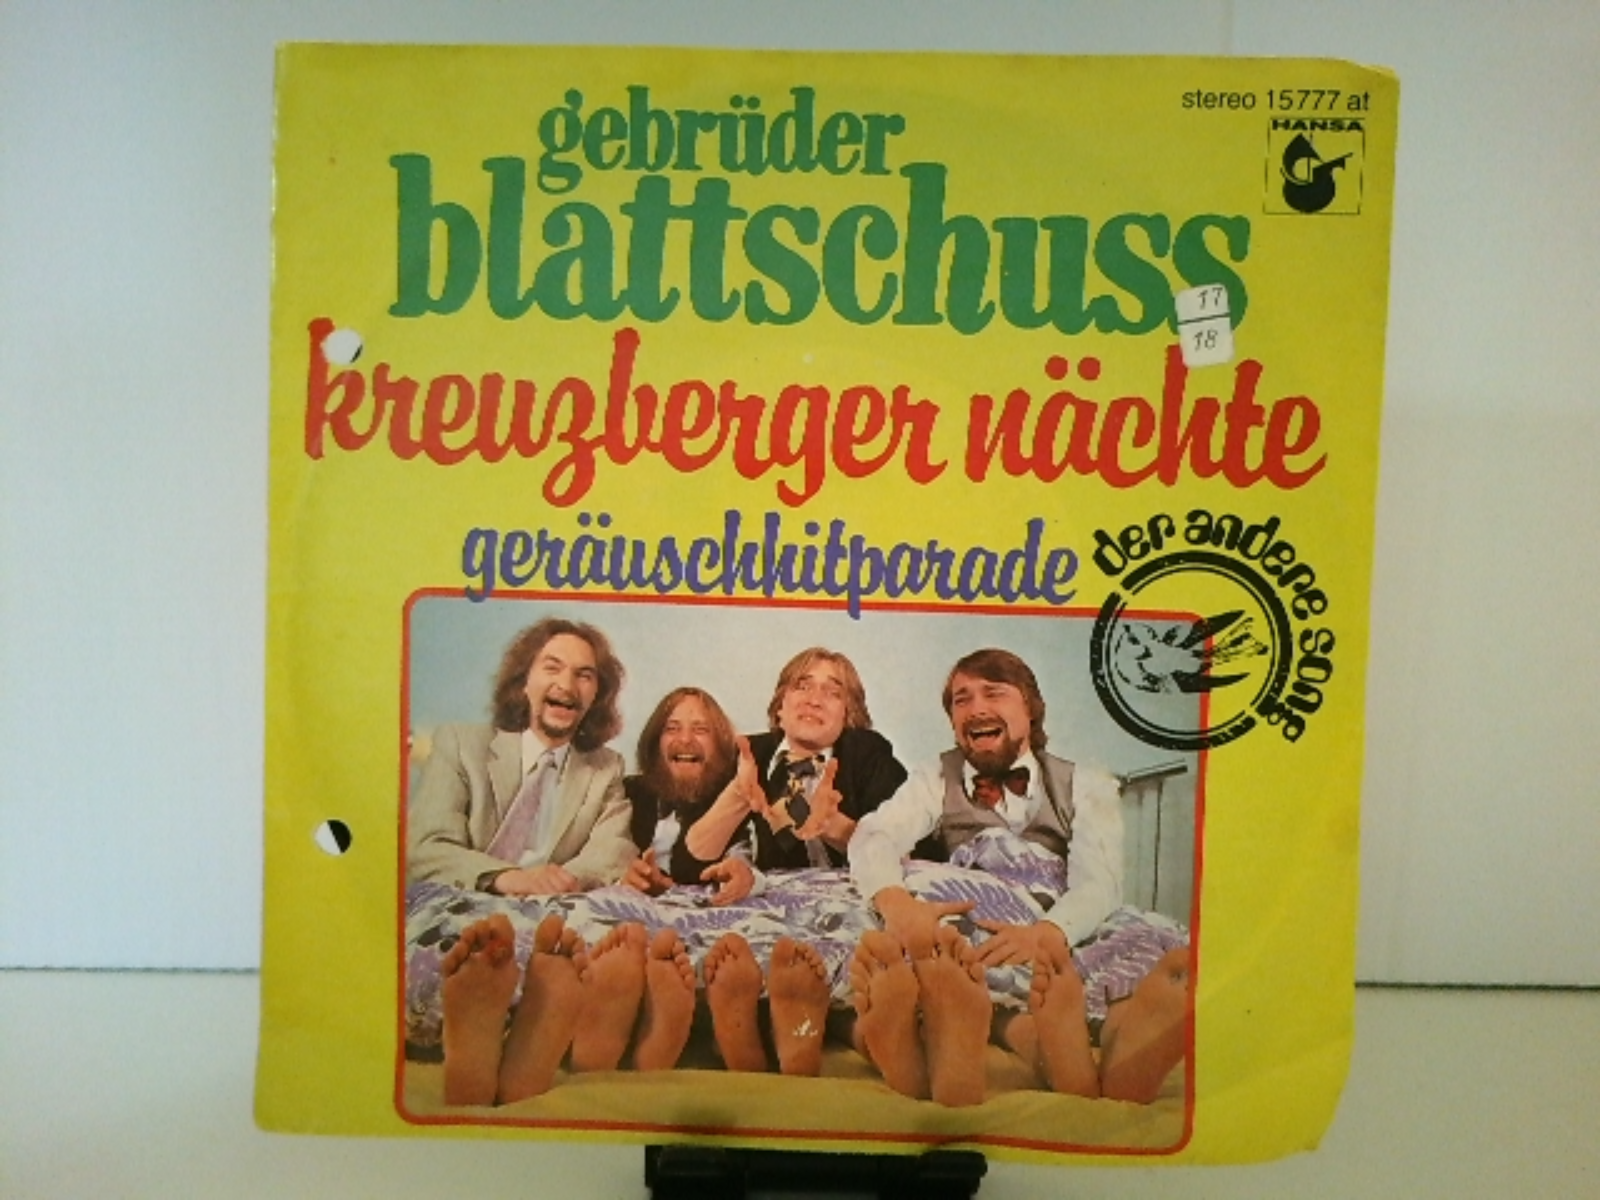 stereo 15777 at
HANSA
gebrüder
blattschuss
17
18
kreuzberger nächte
geräuschhitparade
der andere song